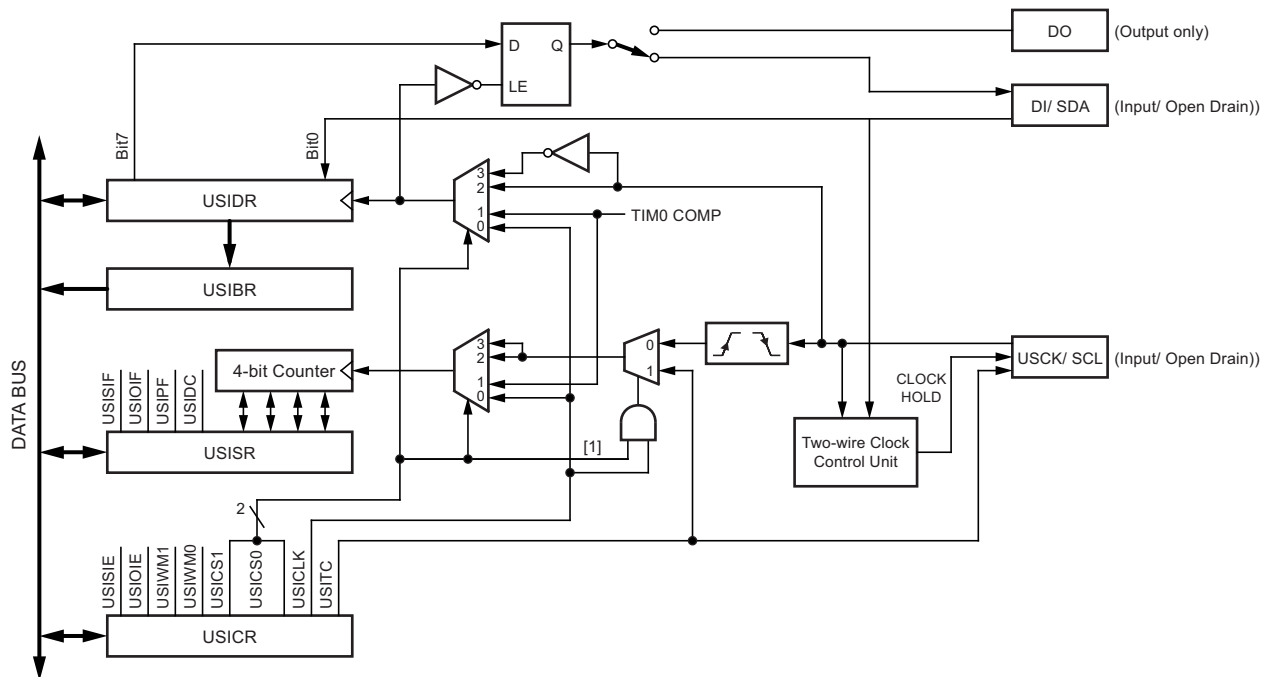 D
Q
LE
DO
(Output only)
DI/ SDA
(Input/ Open Drain))
Bit7
Bit0
USIDR
3
2
1
0
TIM0 COMP
USIBR
DATA BUS
4-bit Counter
3
2
1
0
0
1
USCK/ SCL
(Input/ Open Drain))
CLOCK
HOLD
Two-wire Clock
Control Unit
USISIF
USIOIF
USIPF
USIDC
USISR
[1]
2
USISIE
USIOIE
USIWM1
USIWM0
USICS1
USICS0
USICLK
USITC
USICR